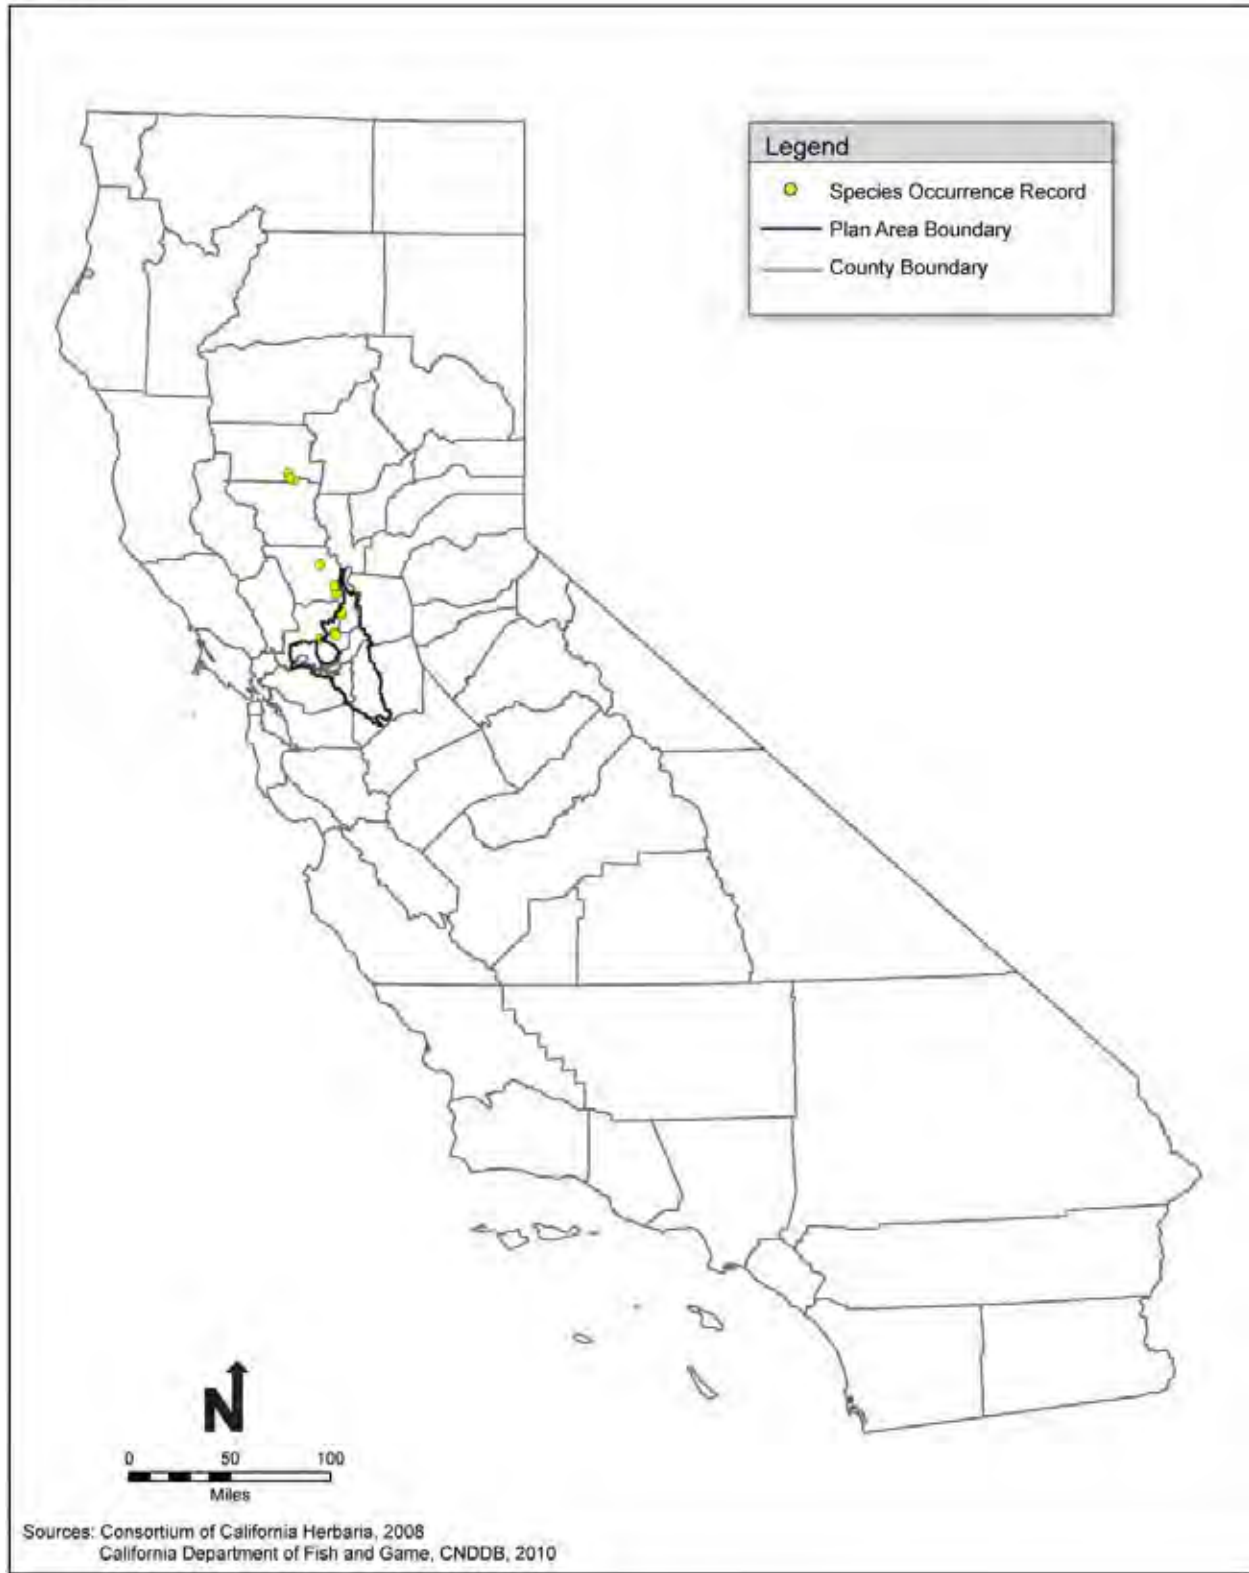 Legend
Species Occurrence Record
Plan Area Boundary
County Boundary
N
0 50 100
Miles
Sources: Consortium of California Herbaria, 2008
California Department of Fish and Game, CNDDB, 2010